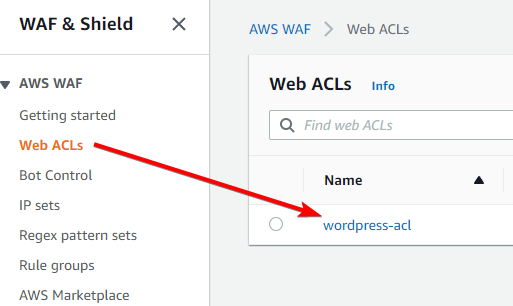 WAF & Shield
AWS WAF
Getting started
Web ACLs
Bot Control
IP sets
Regex pattern sets
Rule groups
AWS Marketplace
AWS WAF > Web ACLs
Web ACLs Info
Find web ACLs
Name
wordpress-acl